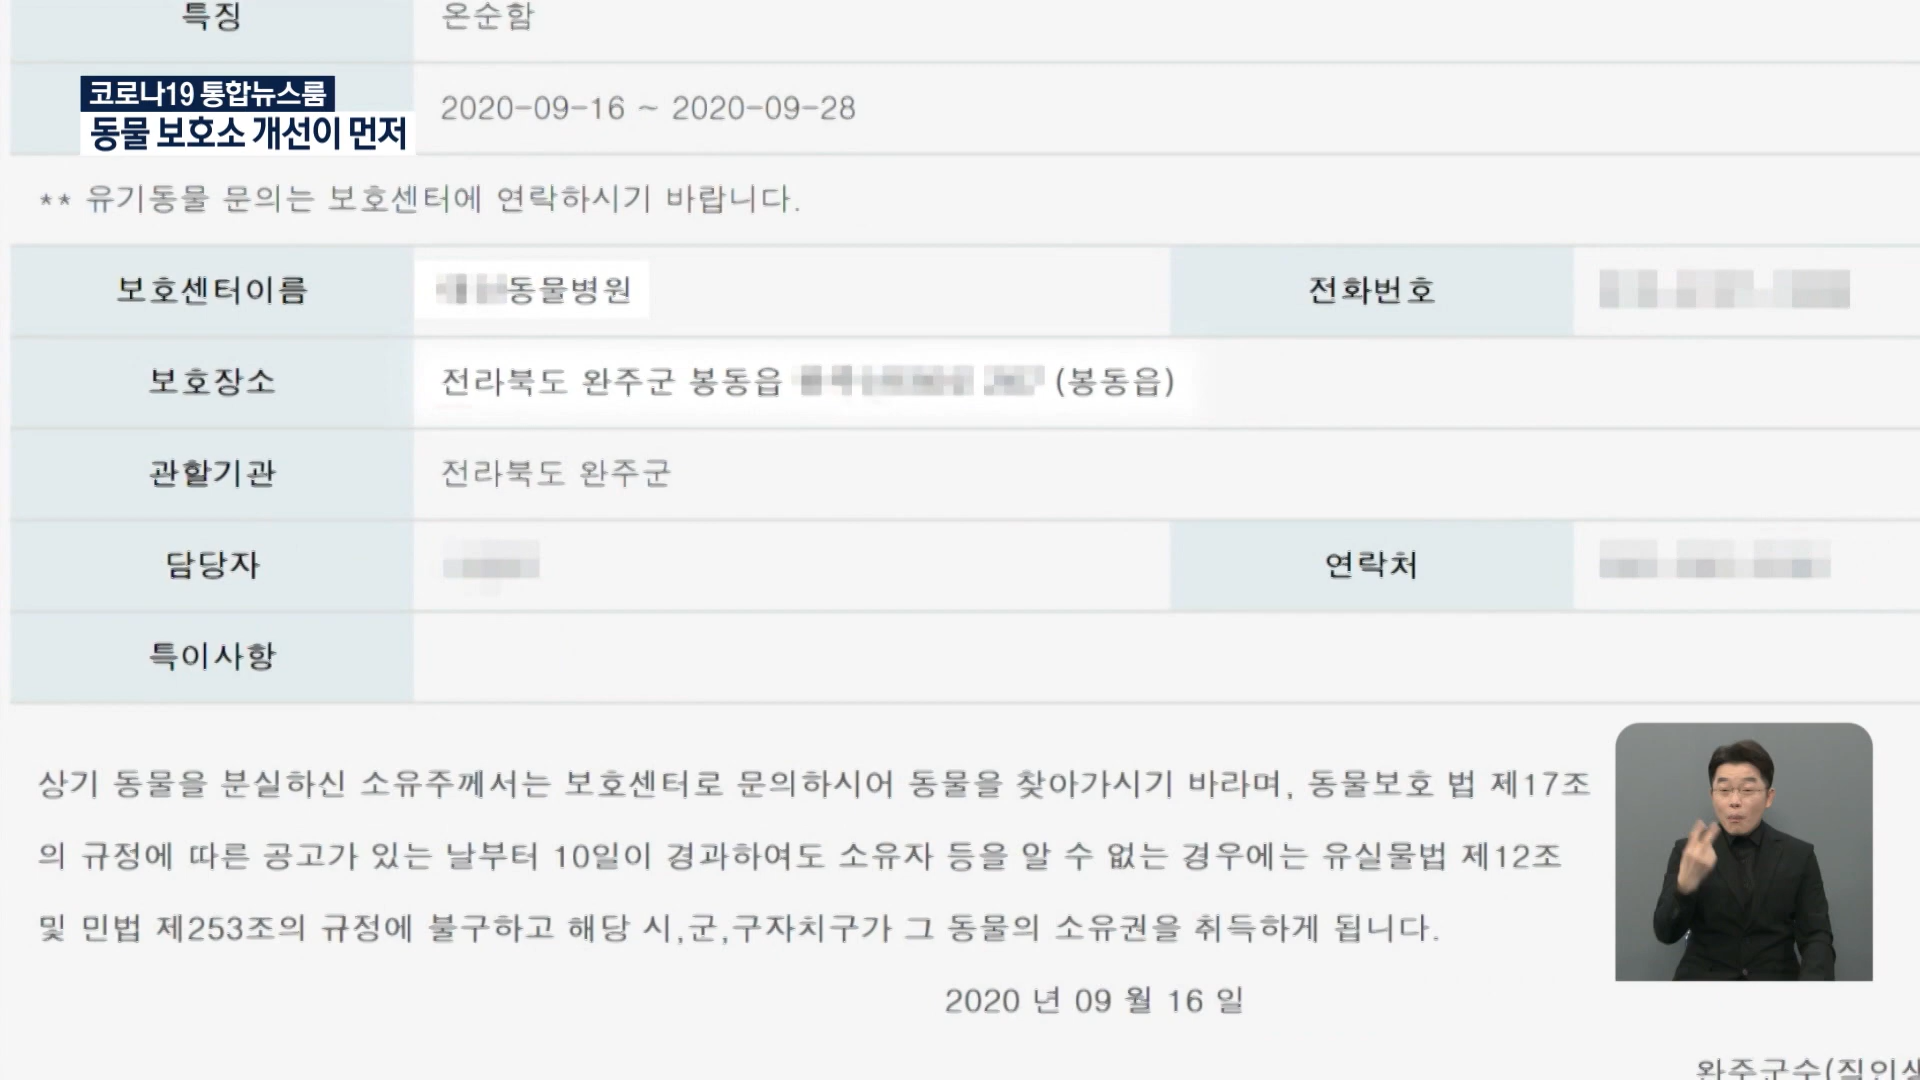 특징 온순함
코로나19 통합뉴스룸
동물 보호소 개선이 먼저
2020-09-16 ~ 2020-09-28
** 유기동물 문의는 보호센터에 연락하시기 바랍니다.
보호센터이름 동물병원 전화번호
보호장소 전라북도 완주군 봉동읍 (봉동읍)
관할기관 전라북도 완주군
담당자 연락처
특이사항
상기 동물을 분실하신 소유주께서는 보호센터로 문의하시어 동물을 찾아가시기 바라며, 동물보호 법 제17조
의 규정에 따른 공고가 있는 날부터 10일이 경과하여도 소유자 등을 알 수 없는 경우에는 유실물법 제12조
및 민법 제253조의 규정에 불구하고 해당 시,군,구자치구가 그 동물의 소유권을 취득하게 됩니다.
2020 년 09 월 16 일
완주군수(직인생